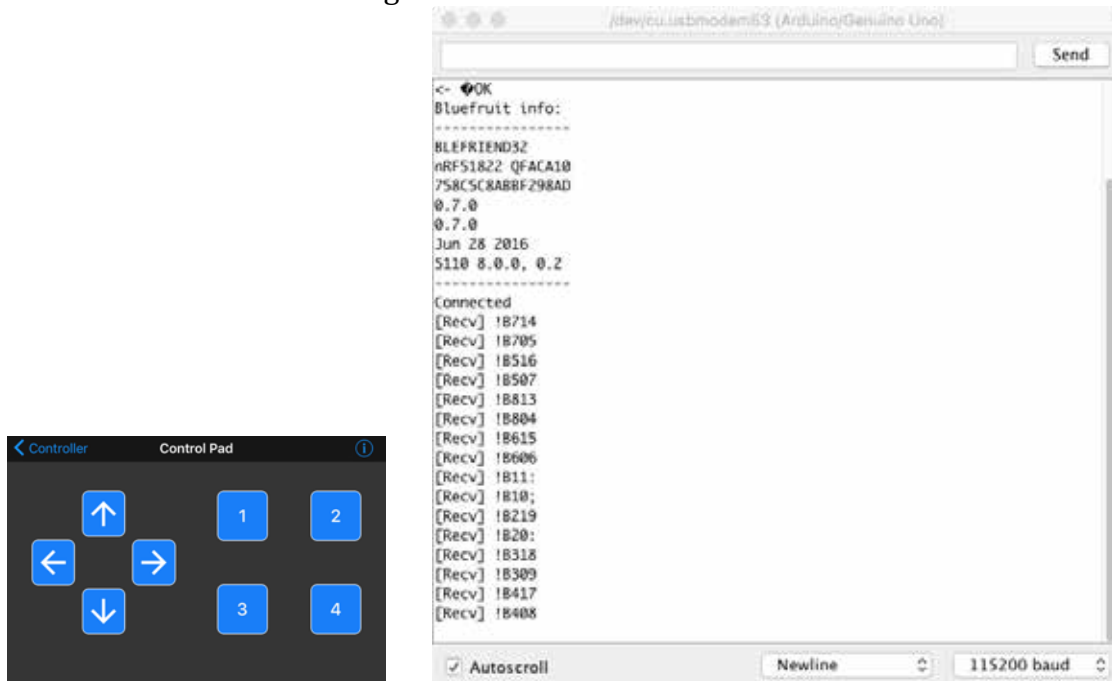 (Arduino/Genuino Uno)
Send
<- �OK
Bluefruit info:
----------------
BLEFRIEND32
nRF51822 QFACA10
758C5C8ABBF298AD
0.7.0
0.7.0
Jun 28 2016
S110 8.0.0, 0.2
----------------
Connected
[Recv] !B714
[Recv] !B705
[Recv] !B516
[Recv] !B507
[Recv] !B813
[Recv] !B804
[Recv] !B615
[Recv] !B606
[Recv] !B11:
[Recv] !B10;
[Recv] !B219
[Recv] !B20:
[Recv] !B318
[Recv] !B309
[Recv] !B417
[Recv] !B408
Autoscroll Newline 115200 baud
Controller Control Pad
1 2
3 4